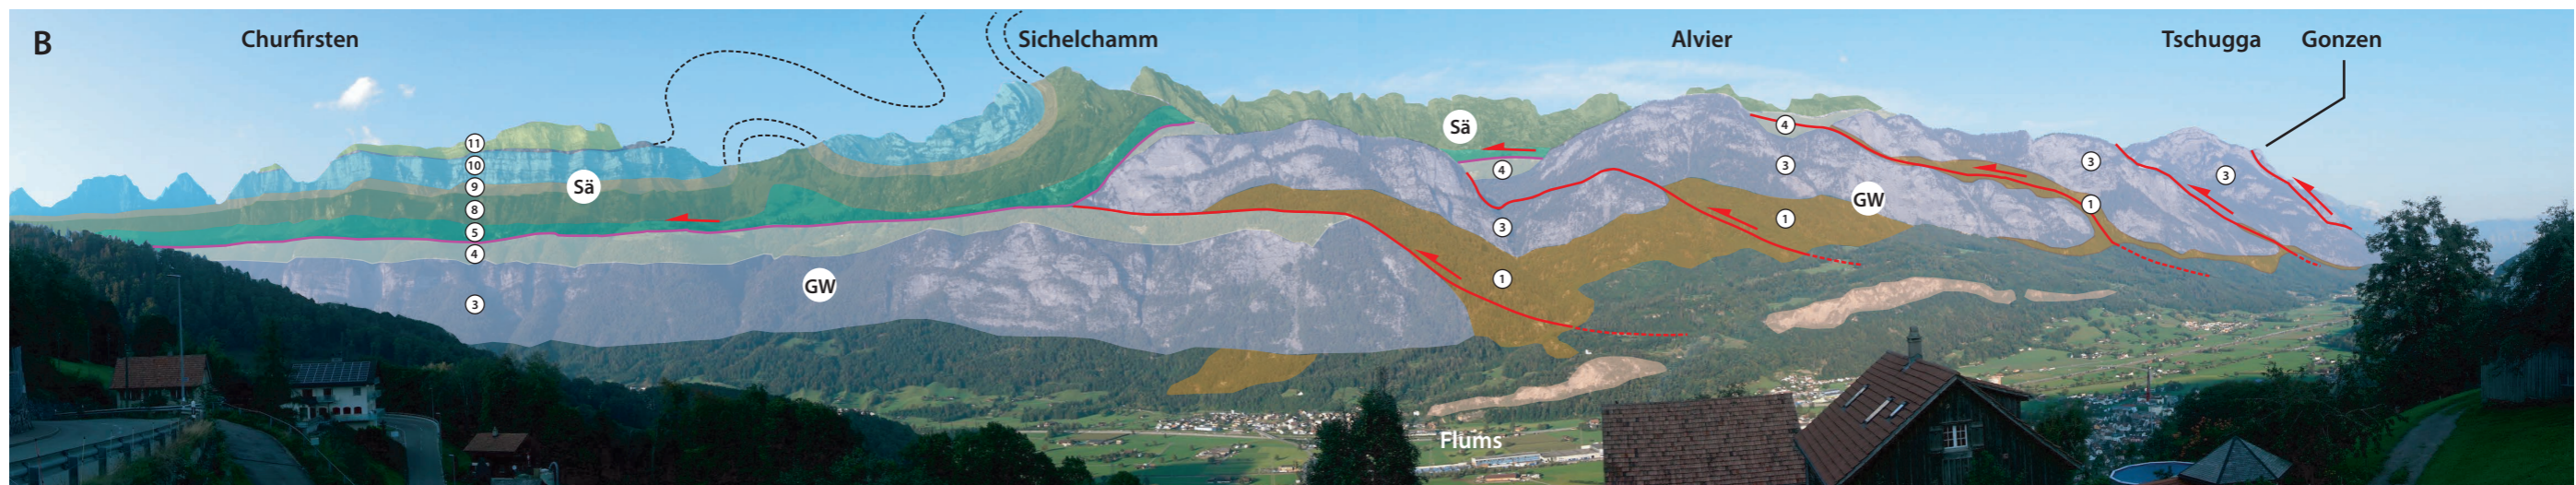 B
Churfirsten
Sichelchamm
Alvier
Tschugga
Gonzen
11
10
9
8
5
4
3
Sä
GW
Sä
4
3
1
4
3
1
GW
3
1
3
Flums